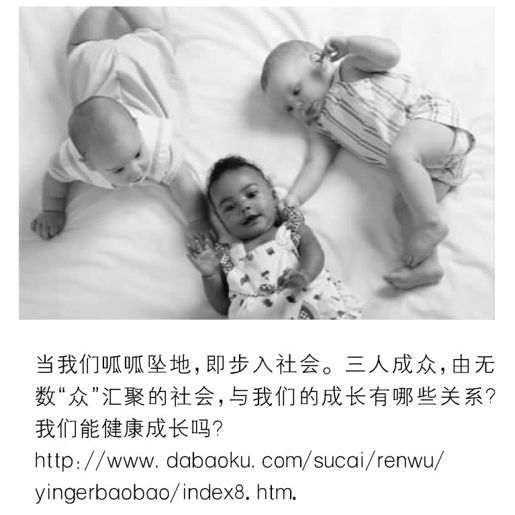 当我们呱呱坠地，即步入社会。三人成众，由无
数“众”汇聚的社会，与我们的成长有哪些关系？
我们能健康成长吗？
http://www. dabaoku. com/sucai/renwu/
yingerbaobao/index8. htm.